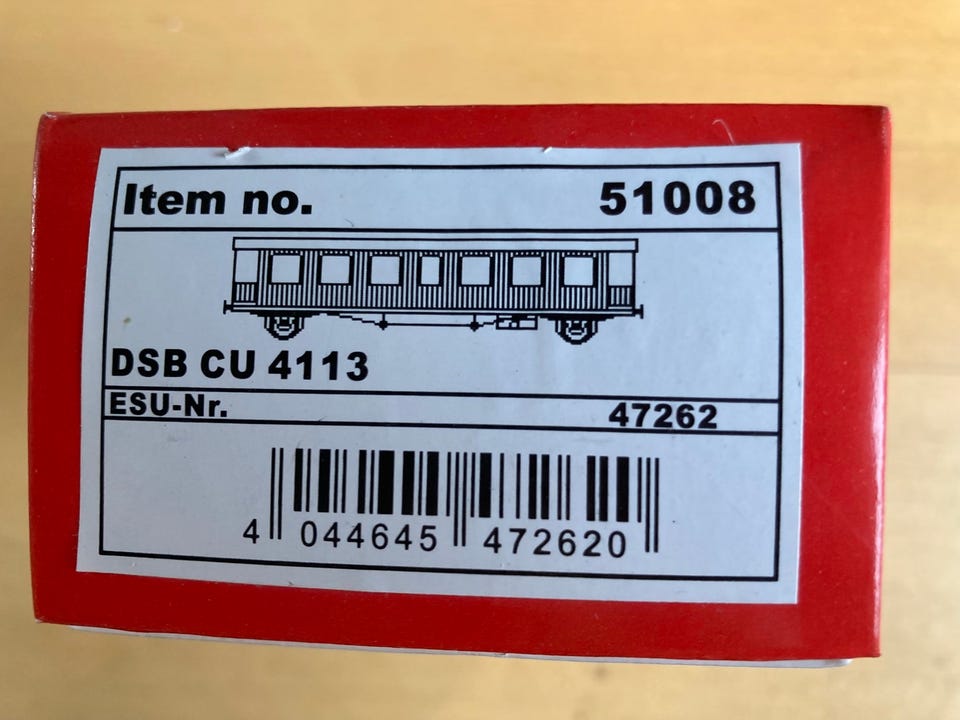 Item no. 51008
DSB CU 4113
ESU-Nr. 47262
4 044645 472620